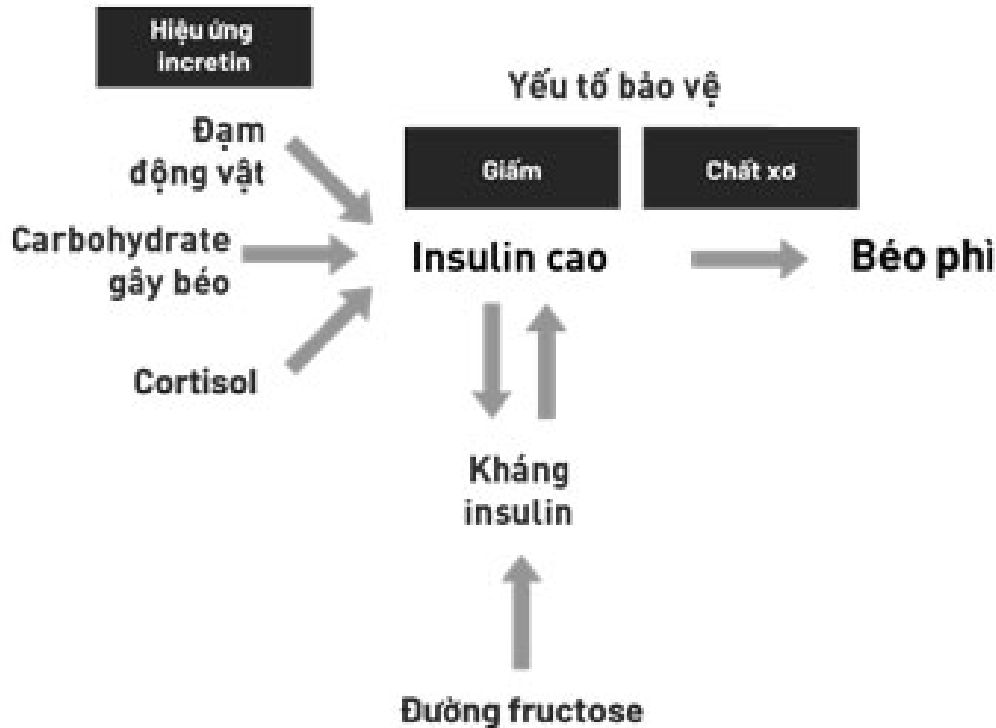 Hiệu ứng
incretin
Yếu tố bảo vệ
Đạm
động vật
Giấm
Chất xơ
Carbohydrate
gây béo
Insulin cao
Béo phì
Cortisol
Kháng
insulin
Đường fructose